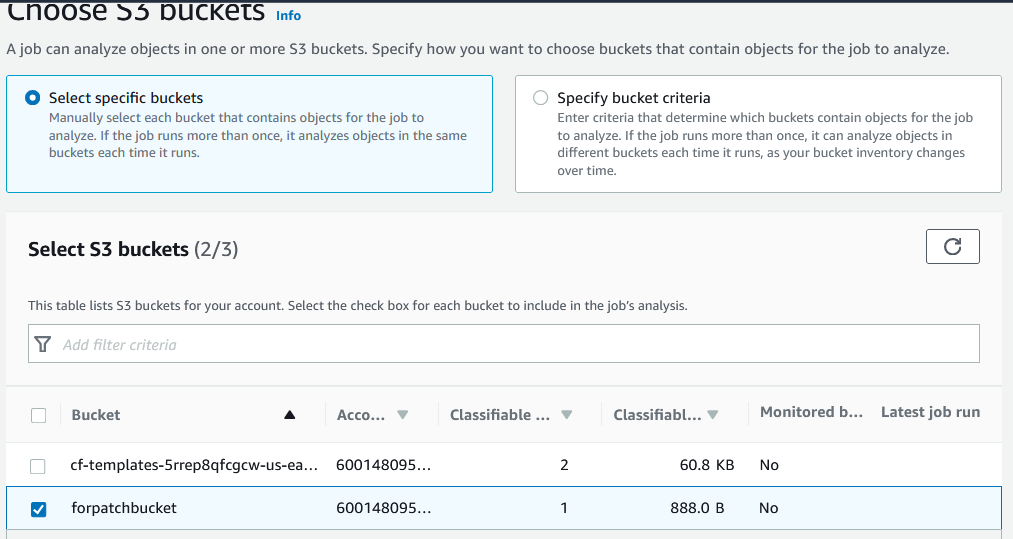 Choose S3 buckets Info
A job can analyze objects in one or more S3 buckets. Specify how you want to choose buckets that contain objects for the job to analyze.
Select specific buckets
Manually select each bucket that contains objects for the job to
analyze. If the job runs more than once, it analyzes objects in the same
buckets each time it runs.
Specify bucket criteria
Enter criteria that determine which buckets contain objects for the job
to analyze. If the job runs more than once, it can analyze objects in
different buckets each time it runs, as your bucket inventory changes
over time.
Select S3 buckets (2/3)
This table lists S3 buckets for your account. Select the check box for each bucket to include in the job's analysis.
Add filter criteria
Bucket Acco... Classifiable ... Classifiabl... Monitored b... Latest job run
cf-templates-5rrep8qfcgcw-us-ea... 600148095... 2 60.8 KB No
forpatchbucket 600148095... 1 888.0 B No